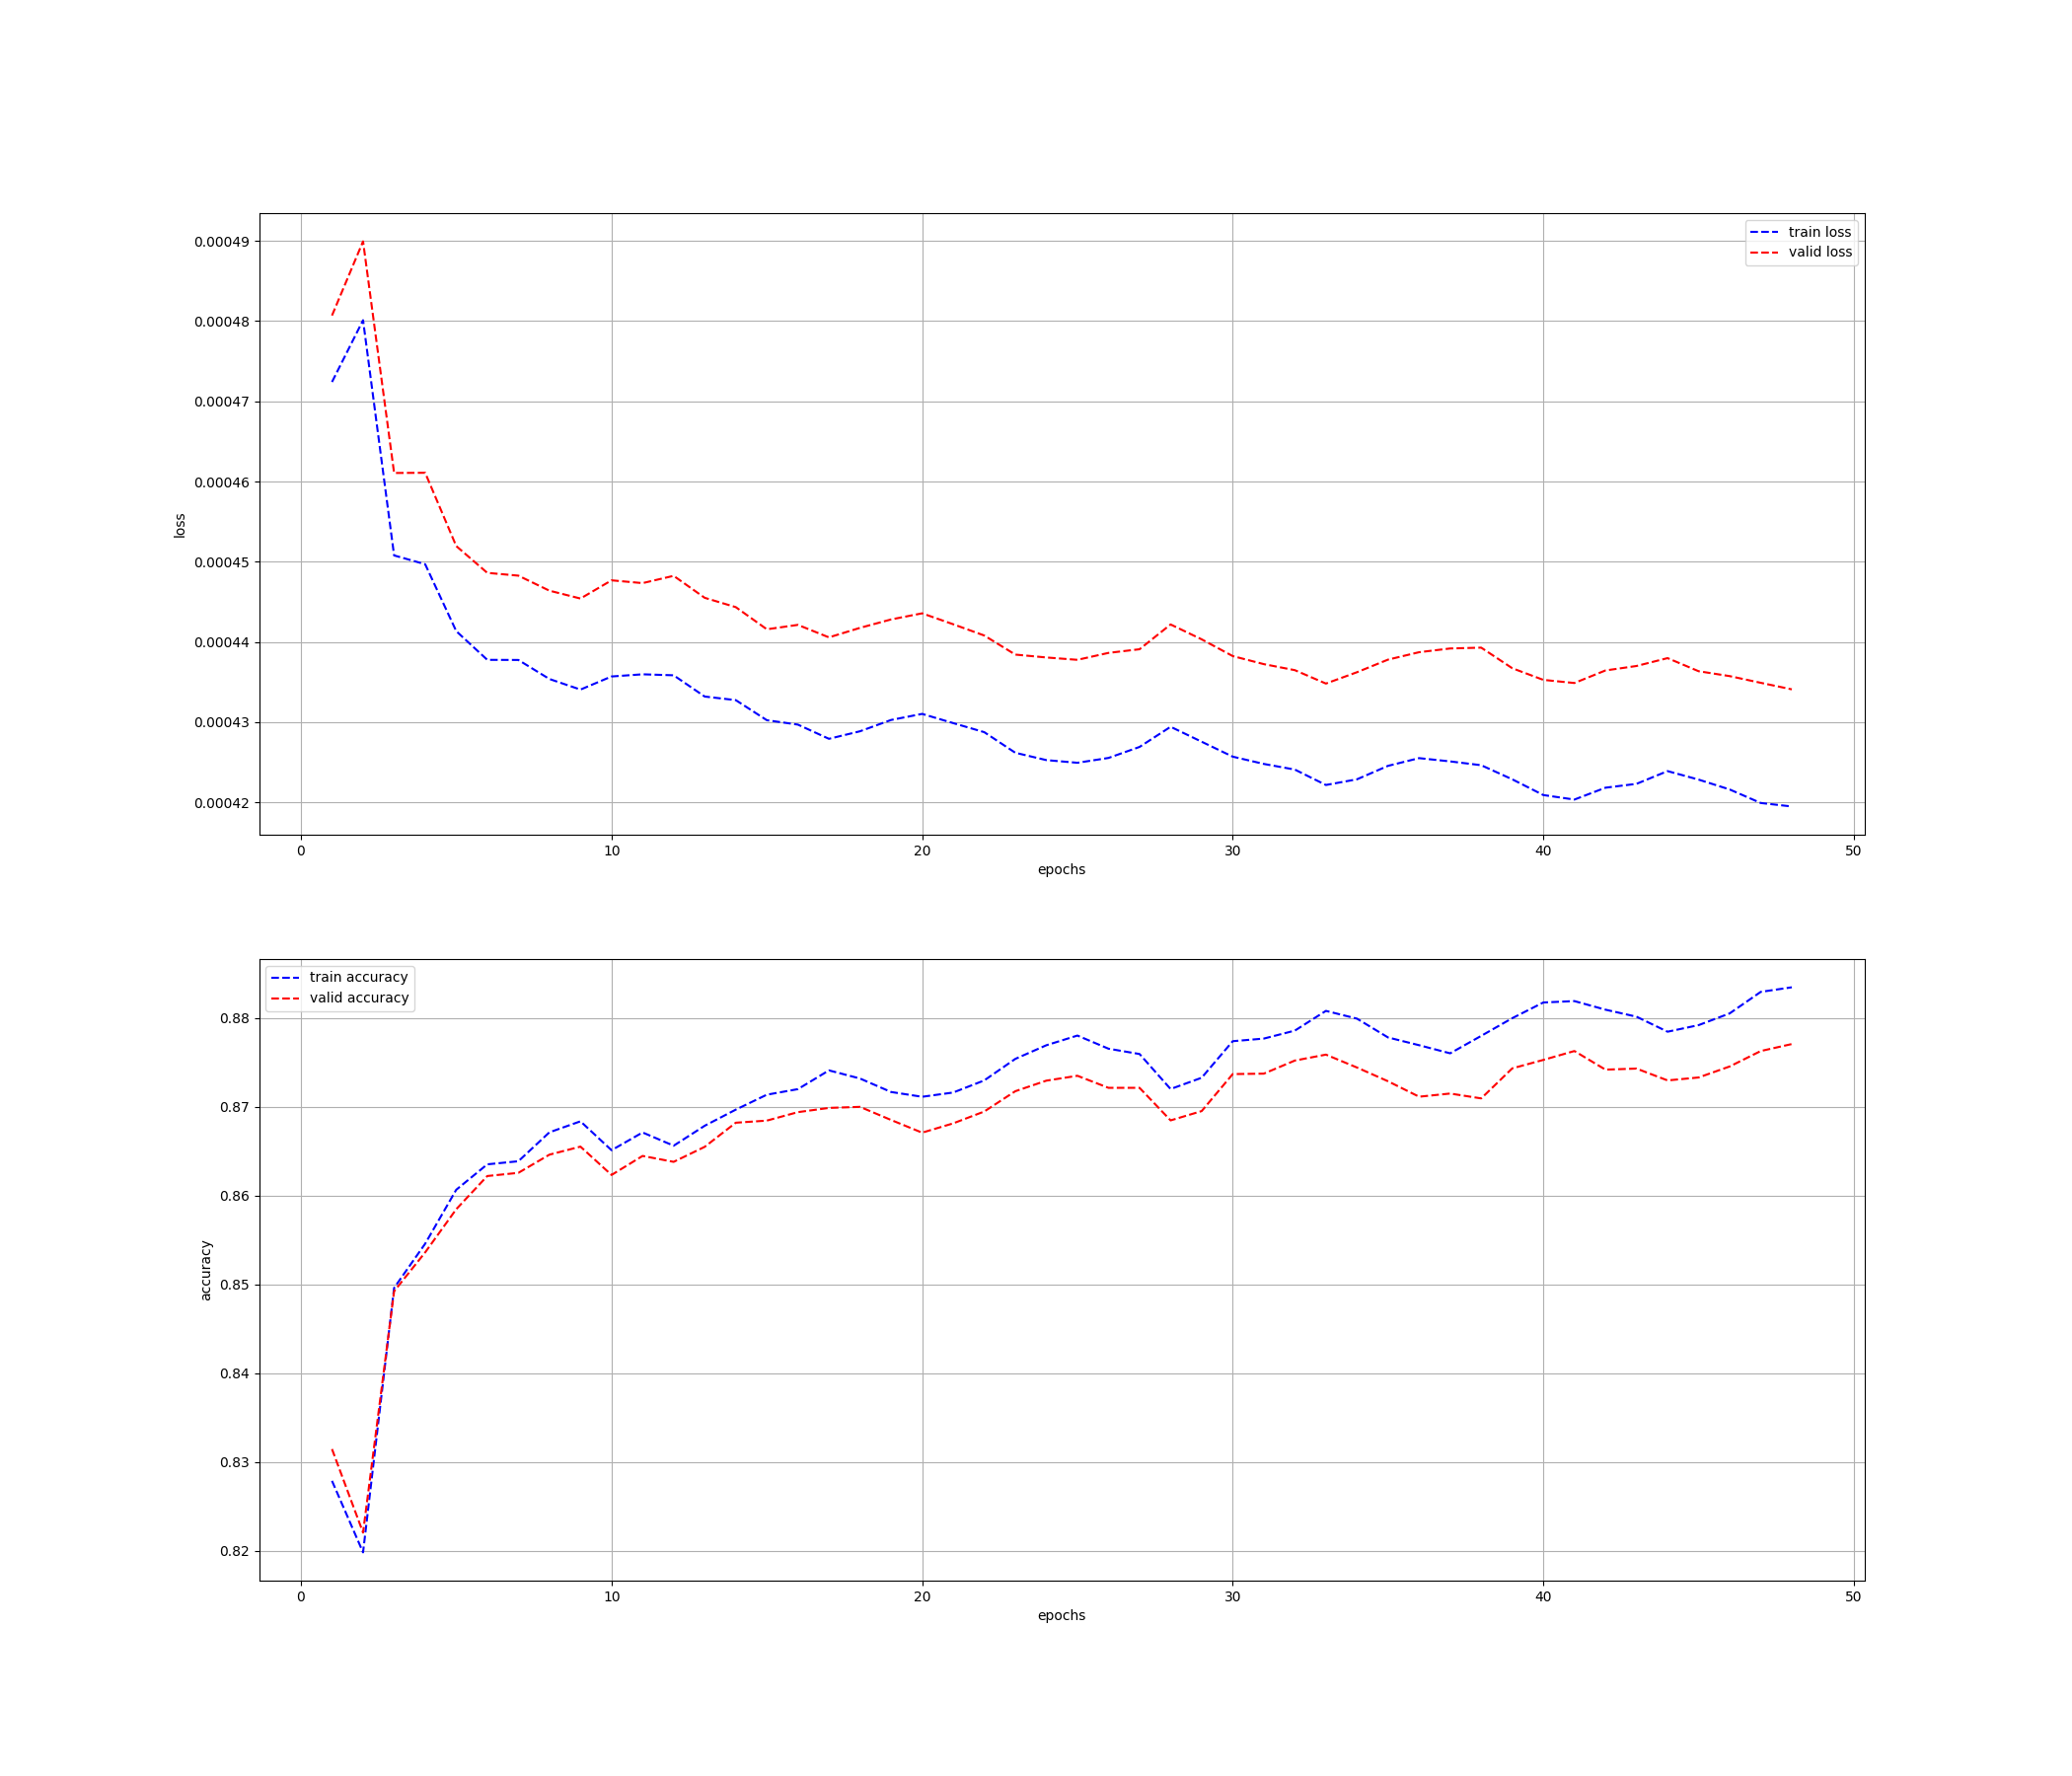 0.00049
0.00048
0.00047
0.00046
0.00045
0.00044
0.00043
0.00042
loss
train loss
valid loss
0 10 20 30 40 50
epochs
train accuracy
valid accuracy
0.88
0.87
0.86
0.85
0.84
0.83
0.82
accuracy
0 10 20 30 40 50
epochs